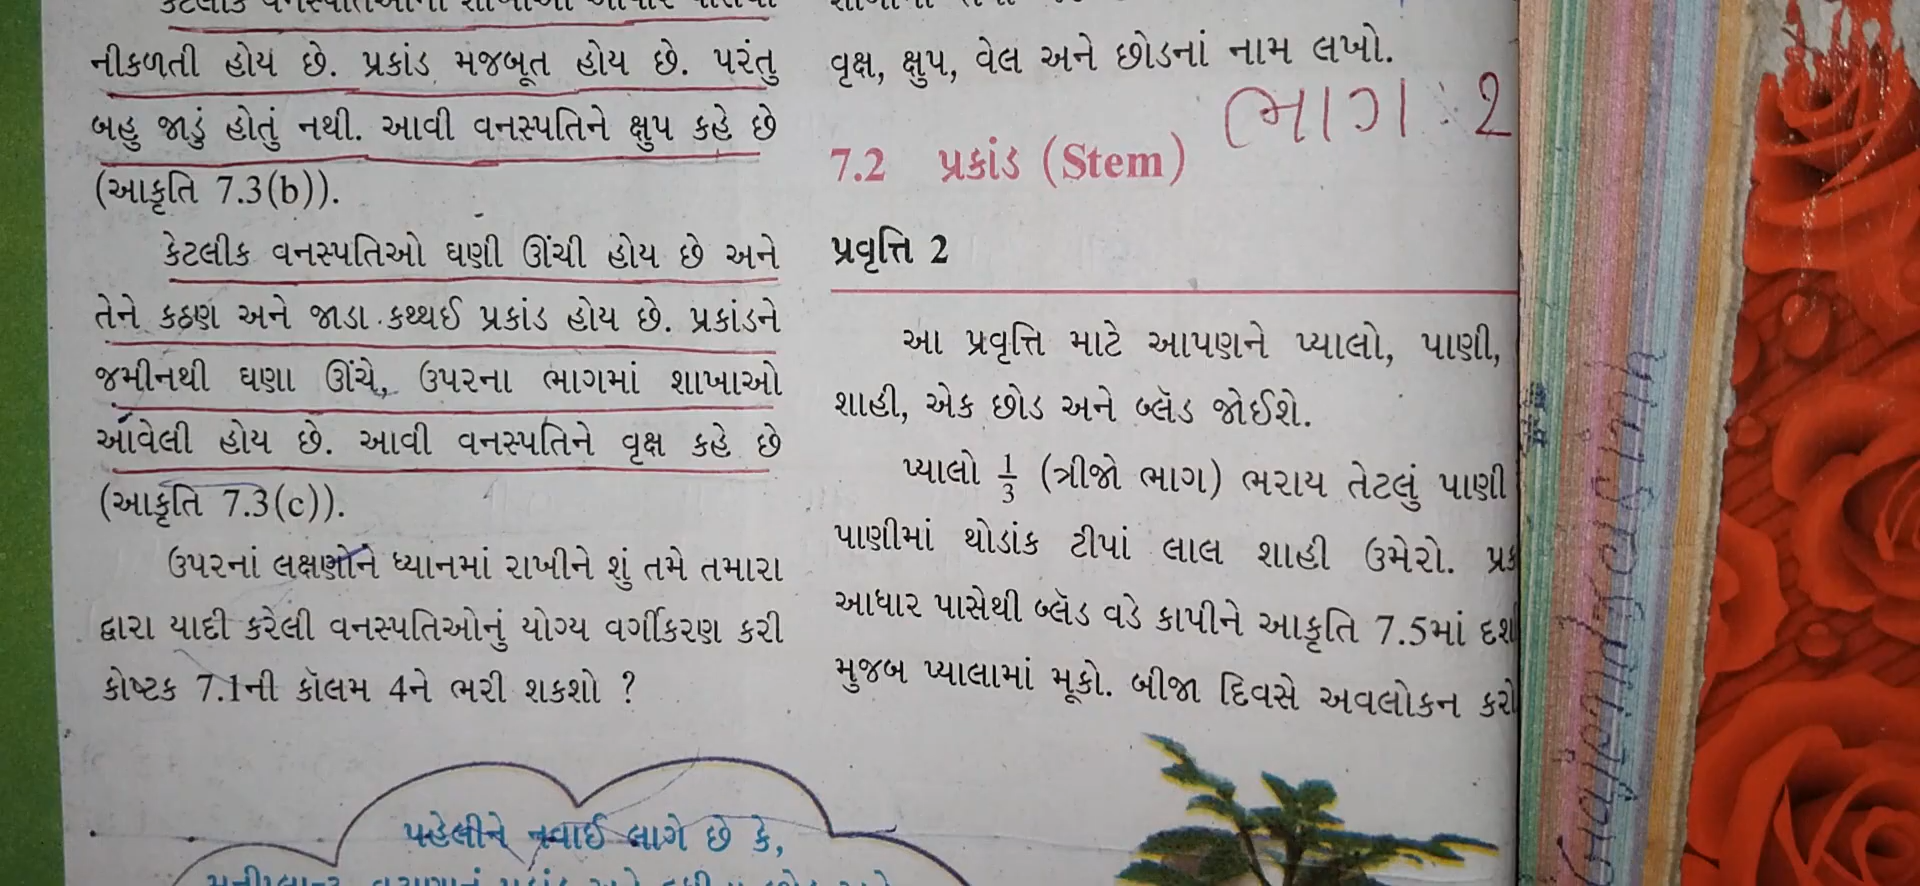 નીકળતી હોય છે. પ્રકાંડ મજબૂત હોય છે. પરંતુ
બહુ જાડું હોતું નથી. આવી વનસ્પતિને ક્ષુપ કહે છે
(આકૃતિ 7.3(b)).
કેટલીક વનસ્પતિઓ ઘણી ઊંચી હોય છે અને
તેને કઠણ અને જાડા કથ્થઈ પ્રકાંડ હોય છે. પ્રકાંડને
જમીનથી ઘણા ઊંચે, ઉપરના ભાગમાં શાખાઓ
આવેલી હોય છે. આવી વનસ્પતિને વૃક્ષ કહે છે
(આકૃતિ 7.3(c)).
ઉપરનાં લક્ષણોને ધ્યાનમાં રાખીને શું તમે તમારા
દ્વારા યાદી કરેલી વનસ્પતિઓનું યોગ્ય વર્ગીકરણ કરી
કોષ્ટક 7.1ની કૉલમ 4ને ભરી શકશો ?
પહેલીને નવાઈ લાગે છે કે,
વૃક્ષ, ક્ષુપ, વેલ અને છોડનાં નામ લખો.
ભાગ : 2
7.2 પ્રકાંડ (Stem)
પ્રવૃત્તિ 2
આ પ્રવૃત્તિ માટે આપણને પ્યાલો, પાણી,
શાહી, એક છોડ અને બ્લૅડ જોઈશે.
પ્યાલો 1/3 (ત્રીજો ભાગ) ભરાય તેટલું પાણી
પાણીમાં થોડાંક ટીપાં લાલ શાહી ઉમેરો.
આધાર પાસેથી બ્લૅડ વડે કાપીને આકૃતિ 7.5માં
મુજબ પ્યાલામાં મૂકો. બીજા દિવસે અવલોકન કરો